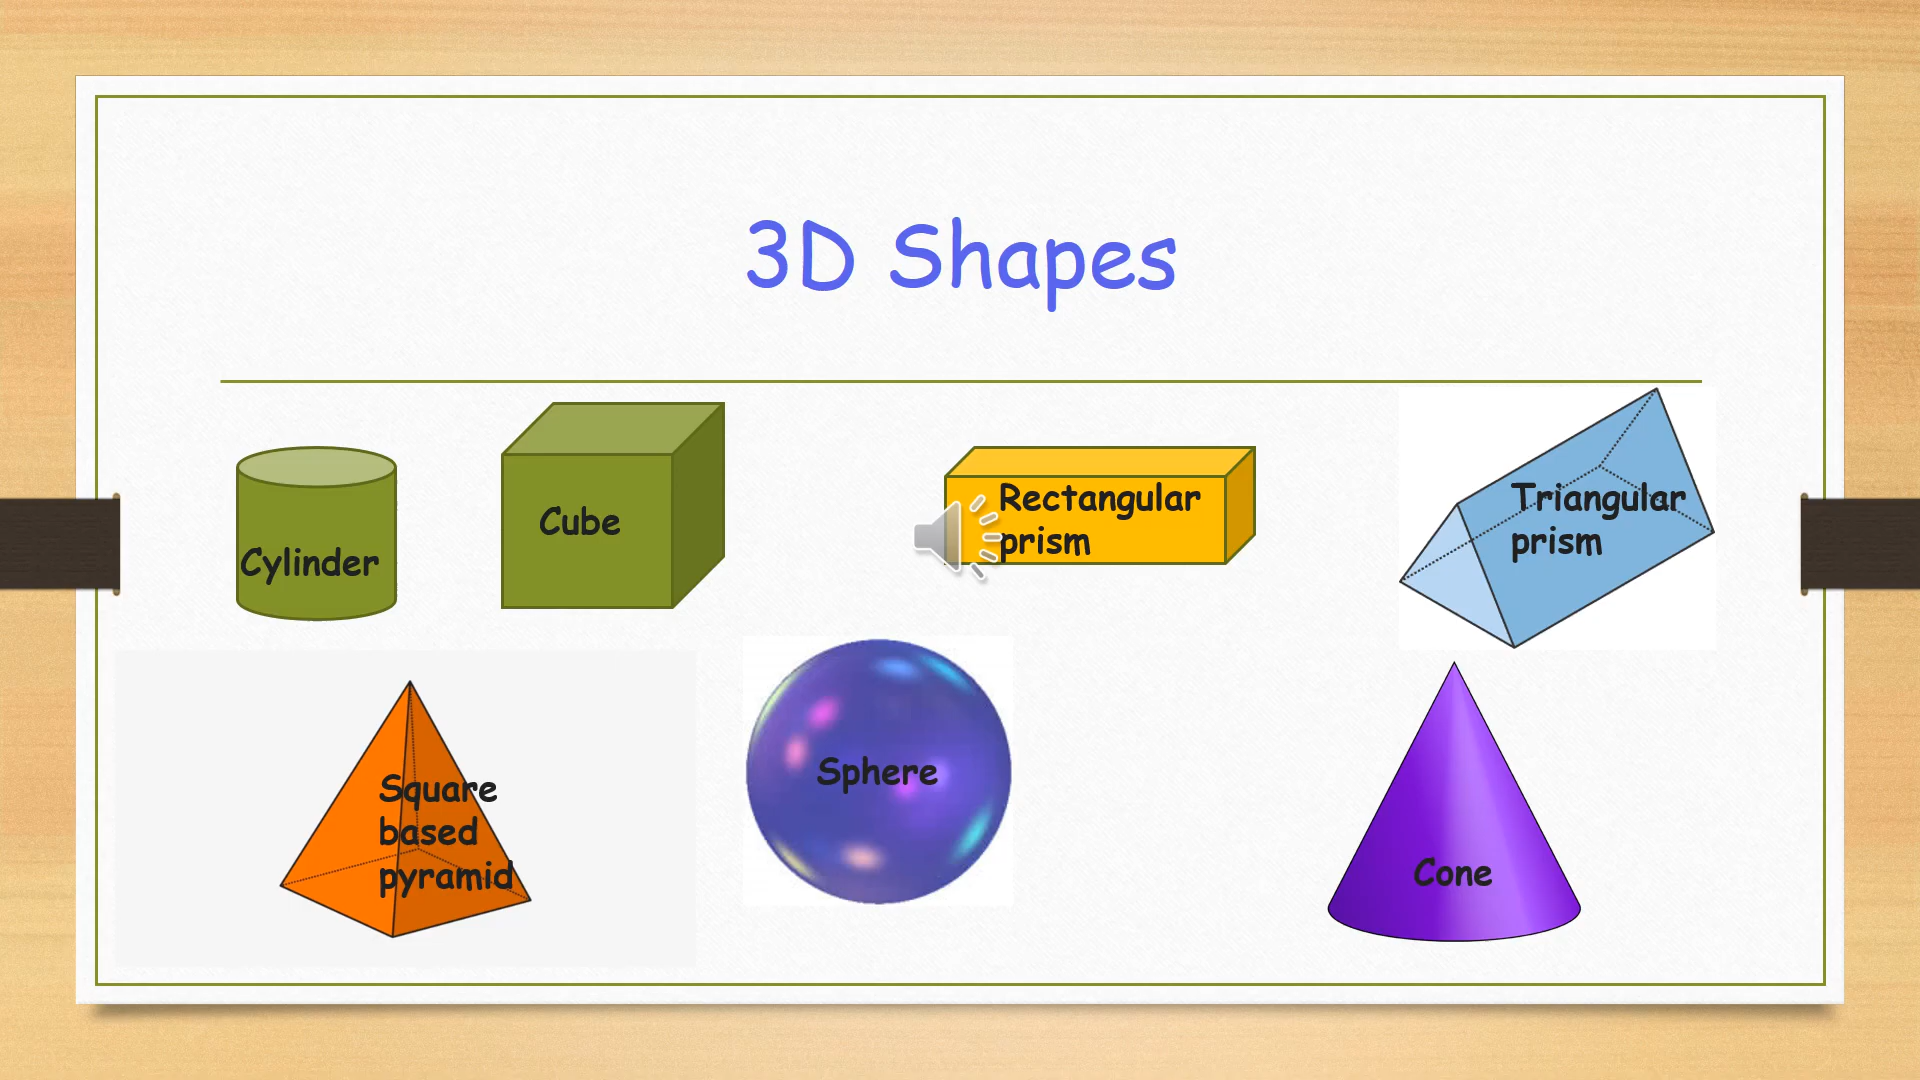 3D Shapes
Cylinder
Cube
Rectangular
prism
Triangular
prism
Square
based
pyramid
Sphere
Cone